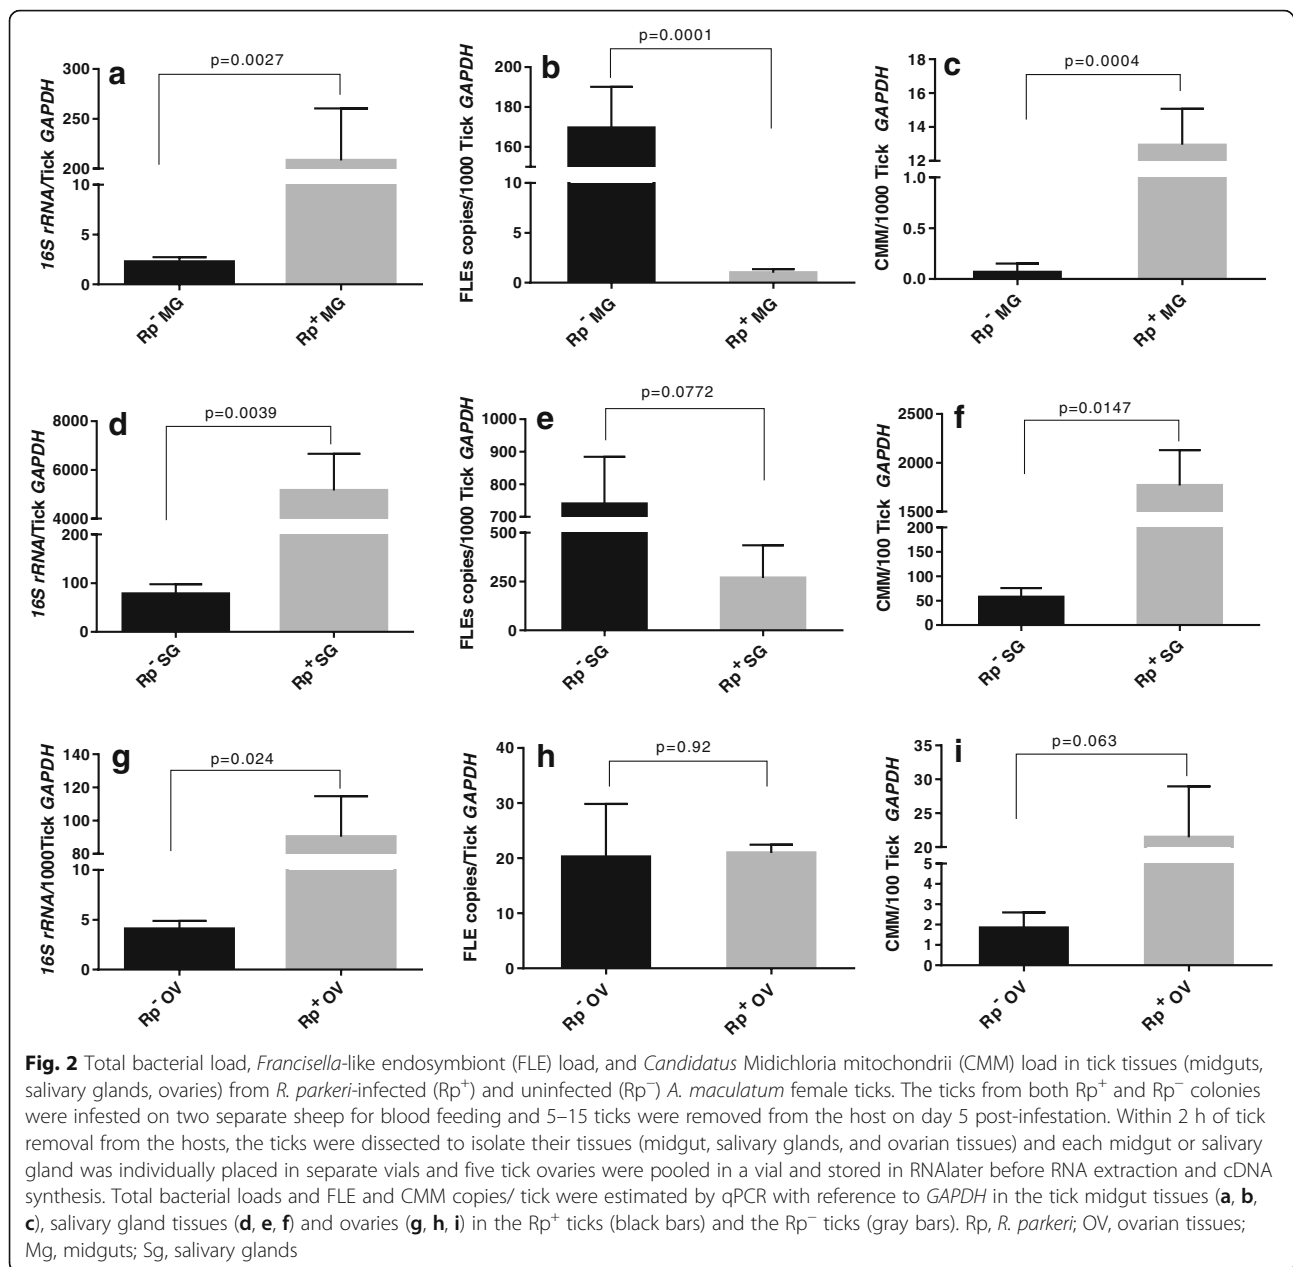 a
p=0.0027
16S rRNA/Tick GAPDH
300
250
200
10
5
0
Rp⁻ MG
Rp⁺ MG
b
p=0.0001
FLEs copies/1000 Tick GAPDH
200
180
160
10
5
0
Rp⁻ MG
Rp⁺ MG
c
p=0.0004
CMM/1000 Tick GAPDH
18
16
14
12
1.0
0.5
0.0
Rp⁻ MG
Rp⁺ MG
d
p=0.0039
16S rRNA/Tick GAPDH
8000
6000
4000
200
100
0
Rp⁻ SG
Rp⁺ SG
e
p=0.0772
FLEs copies/1000 Tick GAPDH
1000
900
800
700
500
250
0
Rp⁻ SG
Rp⁺ SG
f
p=0.0147
CMM/100 Tick GAPDH
2500
2000
1500
200
150
100
50
0
Rp⁻ SG
Rp⁺ SG
g
p=0.024
16S rRNA/1000Tick GAPDH
140
120
100
80
10
5
0
Rp⁻ OV
Rp⁺ OV
h
p=0.92
FLE copies/Tick GAPDH
40
30
20
10
0
Rp⁻ OV
Rp⁺ OV
i
p=0.063
CMM/100 Tick GAPDH
35
30
25
20
5
4
3
2
1
0
Rp⁻ OV
Rp⁺ OV
Fig. 2 Total bacterial load, Francisella-like endosymbiont (FLE) load, and Candidatus Midichloria mitochondrii (CMM) load in tick tissues (midguts,
salivary glands, ovaries) from R. parkeri-infected (Rp⁺) and uninfected (Rp⁻) A. maculatum female ticks. The ticks from both Rp⁺ and Rp⁻ colonies
were infested on two separate sheep for blood feeding and 5–15 ticks were removed from the host on day 5 post-infestation. Within 2 h of tick
removal from the hosts, the ticks were dissected to isolate their tissues (midgut, salivary glands, and ovarian tissues) and each midgut or salivary
gland was individually placed in separate vials and five tick ovaries were pooled in a vial and stored in RNAlater before RNA extraction and cDNA
synthesis. Total bacterial loads and FLE and CMM copies/ tick were estimated by qPCR with reference to GAPDH in the tick midgut tissues (a, b,
c), salivary gland tissues (d, e, f) and ovaries (g, h, i) in the Rp⁺ ticks (black bars) and the Rp⁻ ticks (gray bars). Rp, R. parkeri; OV, ovarian tissues;
Mg, midguts; Sg, salivary glands